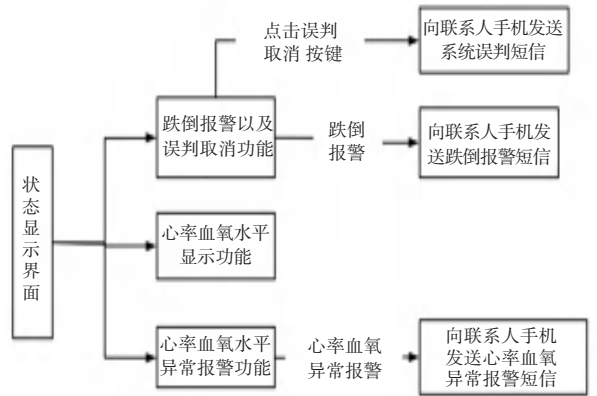 点击误判
取消 按键
向联系人手机发送
系统误判短信
跌倒报警以及
误判取消功能
跌倒
报警
向联系人手机发
送跌倒报警短信
状
态
显
示
界
面
心率血氧水平
显示功能
心率血氧水平
异常报警功能
心率血氧
异常报警
向联系人手机
发送心率血氧
异常报警短信